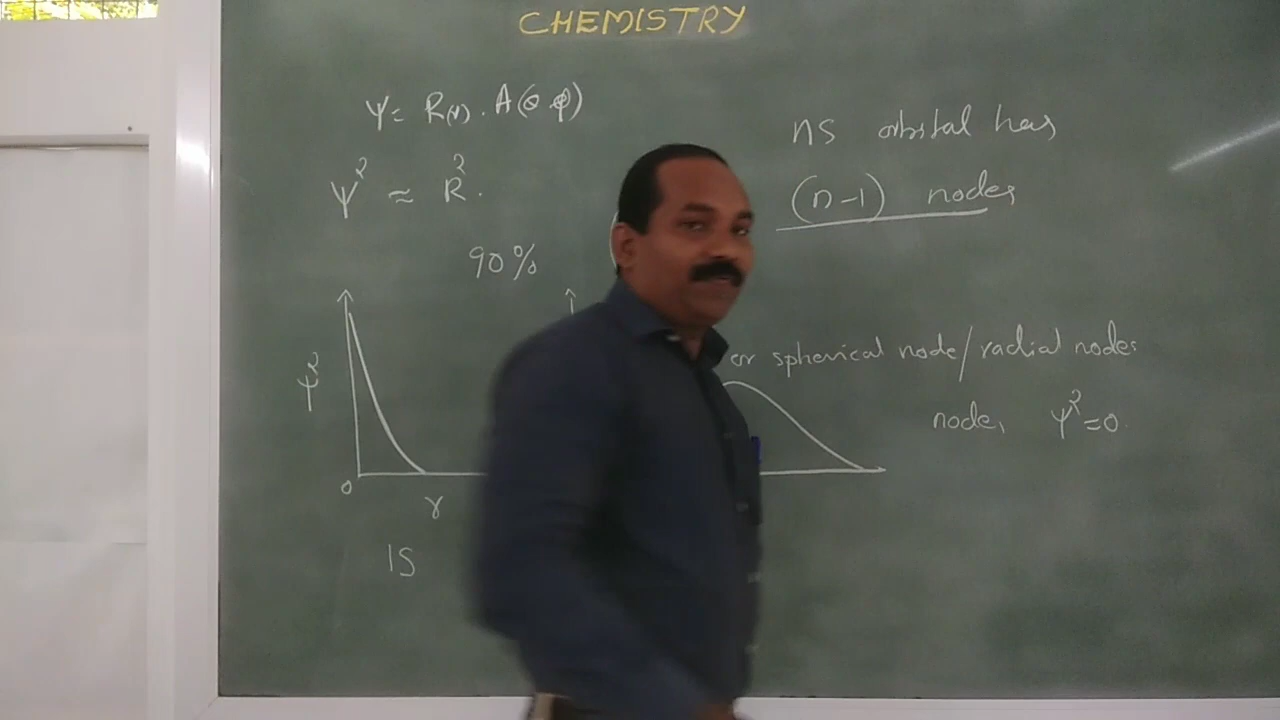 CHEMISTRY
ψ = R(r) . A(θ φ)
ψ² ≈ R².
90%
ns orbital has
(n-1) nodes
or spherical node/radial nodes
node, ψ²=0.
ψ²
0
r
1S